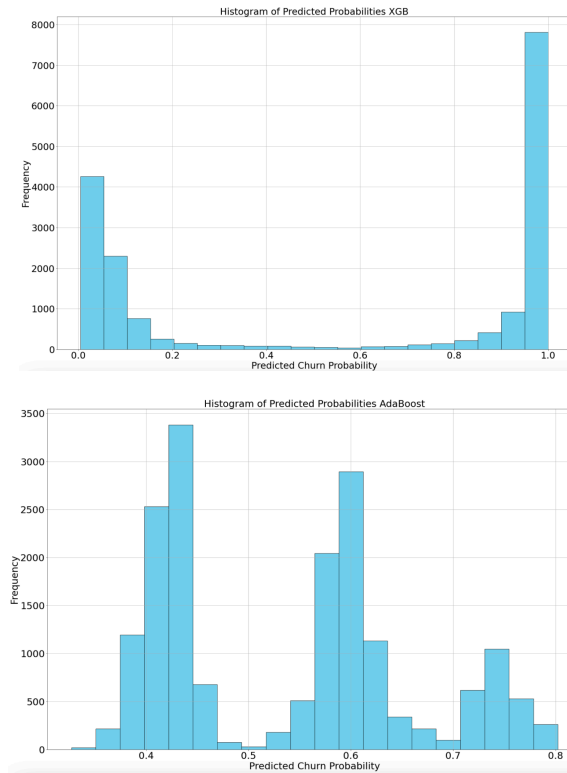 Histogram of Predicted Probabilities XGB
8000
7000
6000
5000
4000
3000
2000
1000
0
Frequency
0.0 0.2 0.4 0.6 0.8 1.0
Predicted Churn Probability
Histogram of Predicted Probabilities AdaBoost
3500
3000
2500
2000
1500
1000
500
0
Frequency
0.4 0.5 0.6 0.7 0.8
Predicted Churn Probability